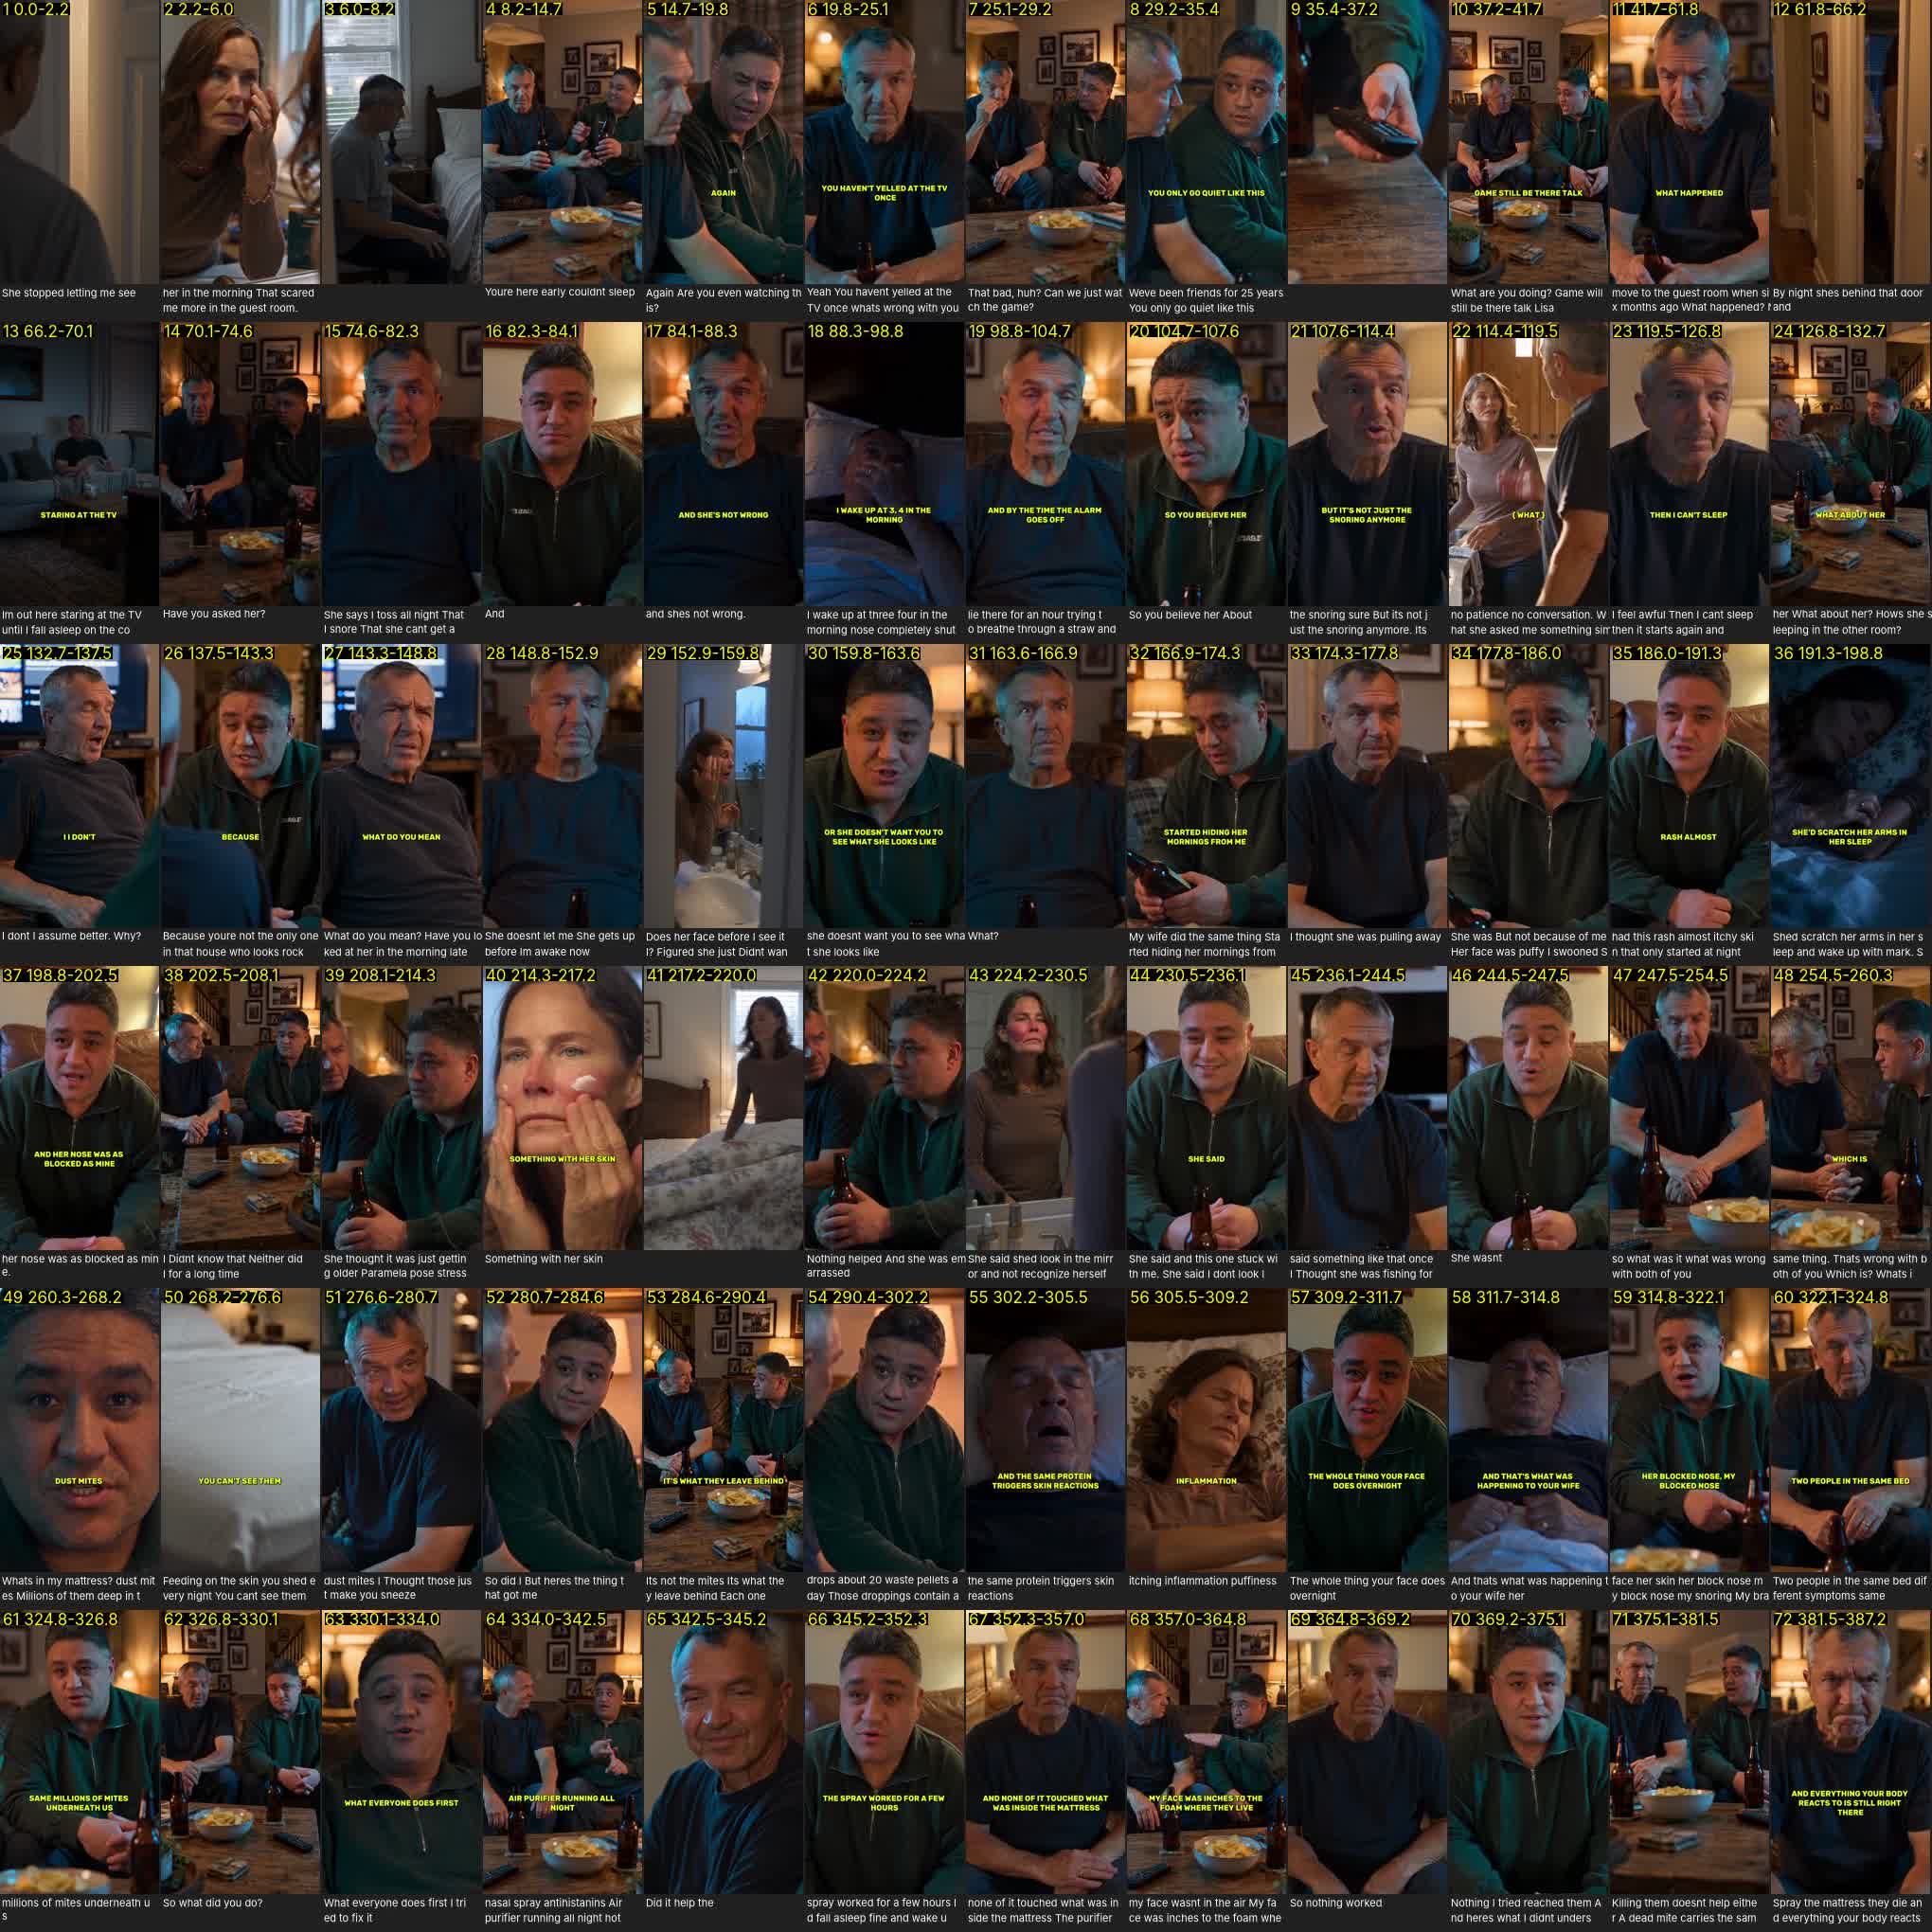 1 0.0-2.2
She stopped letting me see
2 2.2-6.0
her in the morning That scared
me more in the guest room.
3 6.0-8.2
4 8.2-14.7
Youre here early couldnt sleep
5 14.7-19.8
AGAIN
Again Are you even watching th
is?
6 19.8-25.1
YOU HAVEN'T YELLED AT THE TV
ONCE
Yeah You havent yelled at the
TV once whats wrong with you
7 25.1-29.2
That bad, huh? Can we just wat
ch the game?
8 29.2-35.4
YOU ONLY GO QUIET LIKE THIS
Weve been friends for 25 years
You only go quiet like this
9 35.4-37.2
10 37.2-41.7
GAME STILL BE THERE TALK
What are you doing? Game will
still be there talk Lisa
11 41.7-61.8
WHAT HAPPENED
move to the guest room when si
x months ago What happened?
12 61.8-66.2
By night shes behind that door
and
13 66.2-70.1
STARING AT THE TV
Im out here staring at the TV
until I fall asleep on the co
14 70.1-74.6
Have you asked her?
15 74.6-82.3
She says I toss all night That
I snore That she cant get a
16 82.3-84.1
And
17 84.1-88.3
AND SHE'S NOT WRONG
and shes not wrong.
18 88.3-98.8
I WAKE UP AT 3, 4 IN THE
MORNING
I wake up at three four in the
morning nose completely shut
19 98.8-104.7
AND BY THE TIME THE ALARM
GOES OFF
lie there for an hour trying t
o breathe through a straw and
20 104.7-107.6
SO YOU BELIEVE HER
So you believe her About
21 107.6-114.4
BUT IT'S NOT JUST THE
SNORING ANYMORE
the snoring sure But its not j
ust the snoring anymore. Its
22 114.4-119.5
( WHAT )
no patience no conversation. W
hat she asked me something sim
23 119.5-126.8
THEN I CAN'T SLEEP
I feel awful Then I cant sleep
then it starts again and
24 126.8-132.7
WHAT ABOUT HER
her What about her? Hows she s
leeping in the other room?
25 132.7-137.5
I I DON'T
I dont I assume better. Why?
26 137.5-143.3
BECAUSE
Because youre not the only one
in that house who looks rock
27 143.3-148.8
WHAT DO YOU MEAN
What do you mean? Have you lo
oked at her in the morning late
28 148.8-152.9
She doesnt let me She gets up
before Im awake now
29 152.9-159.8
Does her face before I see it
I? Figured she just Didnt wan
30 159.8-163.6
OR SHE DOESN'T WANT YOU TO
SEE WHAT SHE LOOKS LIKE
she doesnt want you to see wha
t she looks like
31 163.6-166.9
What?
32 166.9-174.3
STARTED HIDING HER
MORNINGS FROM ME
My wife did the same thing Sta
rted hiding her mornings from
33 174.3-177.8
I thought she was pulling away
34 177.8-186.0
She was But not because of me
Her face was puffy I swooned S
35 186.0-191.3
RASH ALMOST
had this rash almost itchy ski
n that only started at night
36 191.3-198.8
SHE'D SCRATCH HER ARMS IN
HER SLEEP
Shed scratch her arms in her s
leep and wake up with mark. S
37 198.8-202.5
AND HER NOSE WAS AS
BLOCKED AS MINE
her nose was as blocked as min
e.
38 202.5-208.1
I Didnt know that Neither did
I for a long time
39 208.1-214.3
She thought it was just gettin
g older Paramela pose stress
40 214.3-217.2
SOMETHING WITH HER SKIN
Something with her skin
41 217.2-220.0
42 220.0-224.2
Nothing helped And she was em
arrassed
43 224.2-230.5
She said shed look in the mirr
or and not recognize herself
44 230.5-236.1
SHE SAID
She said and this one stuck wi
th me. She said I dont look l
45 236.1-244.5
said something like that once
I Thought she was fishing for
46 244.5-247.5
She wasnt
47 247.5-254.5
so what was it what was wrong
with both of you
48 254.5-260.3
WHICH IS
same thing. Thats wrong with b
oth of you Which is? Whats i
49 260.3-268.2
DUST MITES
Whats in my mattress? dust mit
es Millions of them deep in t
50 268.2-276.6
YOU CAN'T SEE THEM
Feeding on the skin you shed e
very night You cant see them
51 276.6-280.7
dust mites I Thought those jus
t make you sneeze
52 280.7-284.6
So did I But heres the thing t
hat got me
53 284.6-290.4
IT'S WHAT THEY LEAVE BEHIND
Its not the mites Its what the
y leave behind Each one
54 290.4-302.2
drops about 20 waste pellets a
day Those droppings contain a
55 302.2-305.5
AND THE SAME PROTEIN
TRIGGERS SKIN REACTIONS
the same protein triggers skin
reactions
56 305.5-309.2
INFLAMMATION
itching inflammation puffiness
57 309.2-311.7
THE WHOLE THING YOUR FACE
DOES OVERNIGHT
The whole thing your face does
overnight
58 311.7-314.8
AND THAT'S WHAT WAS
HAPPENING TO YOUR WIFE
And thats what was happening t
o your wife her
59 314.8-322.1
HER BLOCKED NOSE, MY
BLOCKED NOSE
face her skin her block nose m
y block nose my snoring My bra
60 322.1-324.8
TWO PEOPLE IN THE SAME BED
Two people in the same bed dif
ferent symptoms same
61 324.8-326.8
SAME MILLIONS OF MITES
UNDERNEATH US
millions of mites underneath u
s
62 326.8-330.1
So what did you do?
63 330.1-334.0
WHAT EVERYONE DOES FIRST
What everyone does first I tri
ed to fix it
64 334.0-342.5
AIR PURIFIER RUNNING ALL
NIGHT
nasal spray antihistanins Air
purifier running all night hot
65 342.5-345.2
Did it help the
66 345.2-352.3
THE SPRAY WORKED FOR A FEW
HOURS
spray worked for a few hours I
d fall asleep fine and wake u
67 352.3-357.0
AND NONE OF IT TOUCHED WHAT
WAS INSIDE THE MATTRESS
none of it touched what was in
side the mattress The purifier
68 357.0-364.8
MY FACE WAS INCHES TO THE
FOAM WHERE THEY LIVE
my face wasnt in the air My fa
ce was inches to the foam whe
69 364.8-369.2
So nothing worked
70 369.2-375.1
Nothing I tried reached them A
nd heres what I didnt unders
71 375.1-381.5
Killing them doesnt help eithe
r A dead mite carries the sam
72 381.5-387.2
AND EVERYTHING YOUR BODY
REACTS TO IS STILL RIGHT
THERE
Spray the mattress they die an
d everything your body reacts